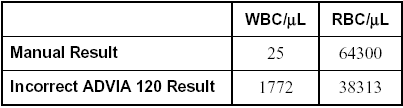 WBC/μL RBC/μL
Manual Result 25 64300
Incorrect ADVIA 120 Result 1772 38313